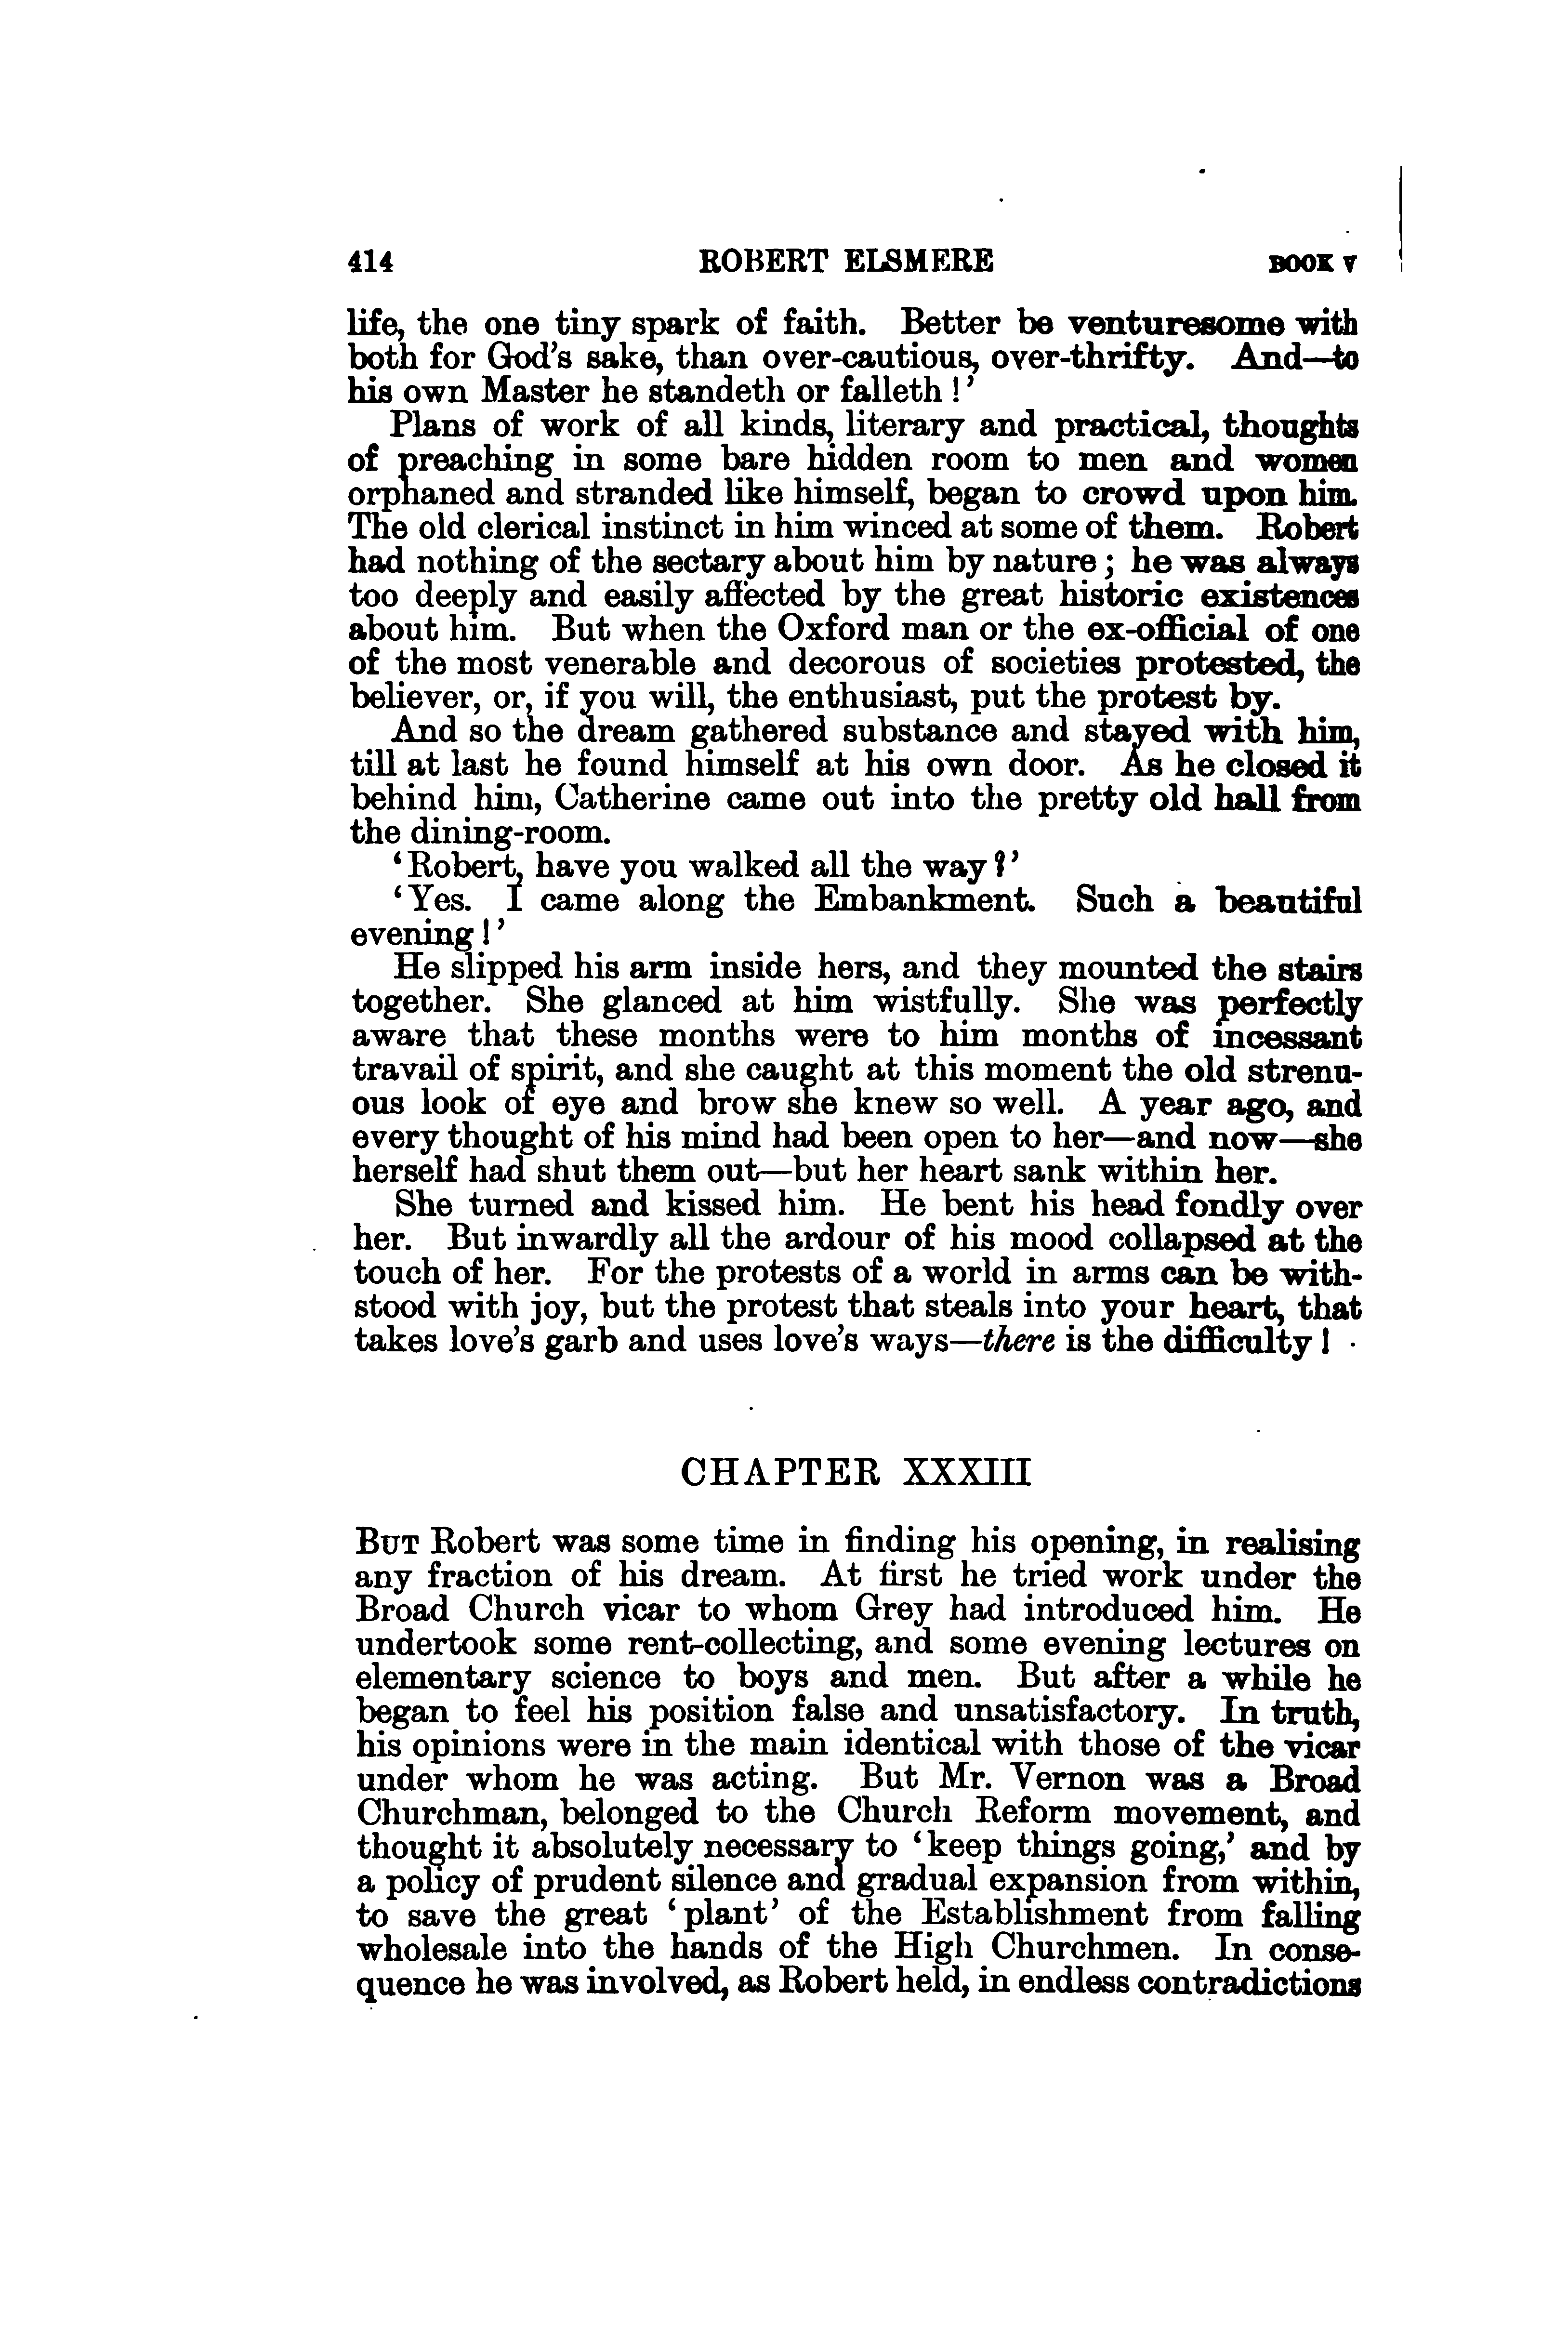 414 ROBERT ELSMERE BOOK V
life, the one tiny spark of faith. Better be venturesome with
both for God's sake, than over-cautious, over-thrifty. And—to
his own Master he standeth or falleth!'
Plans of work of all kinds, literary and practical, thoughts
of preaching in some bare hidden room to men and women
orphaned and stranded like himself, began to crowd upon him.
The old clerical instinct in him winced at some of them. Robert
had nothing of the sectary about him by nature; he was always
too deeply and easily affected by the great historic existences
about him. But when the Oxford man or the ex-official of one
of the most venerable and decorous of societies protested, the
believer, or, if you will, the enthusiast, put the protest by.
And so the dream gathered substance and stayed with him,
till at last he found himself at his own door. As he closed it
behind him, Catherine came out into the pretty old hall from
the dining-room.
'Robert, have you walked all the way?'
'Yes. I came along the Embankment. Such a beautiful
evening!'
He slipped his arm inside hers, and they mounted the stairs
together. She glanced at him wistfully. She was perfectly
aware that these months were to him months of incessant
travail of spirit, and she caught at this moment the old strenu-
ous look of eye and brow she knew so well. A year ago, and
every thought of his mind had been open to her—and now—she
herself had shut them out—but her heart sank within her.
She turned and kissed him. He bent his head fondly over
her. But inwardly all the ardour of his mood collapsed at the
touch of her. For the protests of a world in arms can be with-
stood with joy, but the protest that steals into your heart, that
takes love's garb and uses love's ways—there is the difficulty!
CHAPTER XXXIII
BUT Robert was some time in finding his opening, in realising
any fraction of his dream. At first he tried work under the
Broad Church vicar to whom Grey had introduced him. He
undertook some rent-collecting, and some evening lectures on
elementary science to boys and men. But after a while he
began to feel his position false and unsatisfactory. In truth,
his opinions were in the main identical with those of the vicar
under whom he was acting. But Mr. Vernon was a Broad
Churchman, belonged to the Church Reform movement, and
thought it absolutely necessary to 'keep things going,' and by
a policy of prudent silence and gradual expansion from within,
to save the great 'plant' of the Establishment from falling
wholesale into the hands of the High Churchmen. In conse-
quence he was involved, as Robert held, in endless contradictions